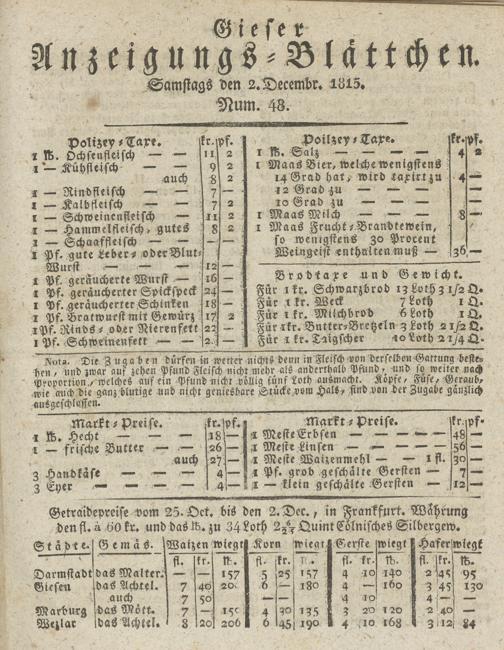 Gieser
Anzeigungs-Blättchen.
Samstags den 2. Decembr. 1815.
Num. 48.
Polizey-Taxe. kr. pf.
1 lb. Ochsenfleisch — — 11 2
1 — Kühfleisch — — 9 2
auch 8 2
1 — Rindfleisch — — 7 —
1 — Kalbfleisch — — 7 2
1 — Schweinenfleisch — — 11 2
1 — Hammelfleisch, gutes 8 2
1 — Schaaffleisch — — — —
1 Pf. gute Leber- oder Blut-
Wurst — — 12 —
1 Pf. geräucherte Wurst — 16 —
1 Pf. geräucherter Spickspeck 24 —
1 Pf. geräucherter Schinken 18 —
1 Pf. Bratwurst mit Gewürz 17 2
1 Pf. Rinds- oder Nierenfett 22 —
1 Pf. Schweinenfett — 2 —
Poilzey-Taxe. kr. pf.
1 lb. Salz — — 4 2
1 Maas Bier, welche wenigstens
14 Grad hat, wird taxirt zu 4 —
12 Grad zu — — — —
10 Grad zu — — — —
1 Maas Milch — — 8 —
1 Maas Frucht-Brandtewein,
so wenigstens 30 Procent
Weingeist enthalten muß — 36 —
Brodtaxe und Gewicht.
Für 1 kr. Schwarzbrod 13 Loth 3 1/2 Q.
Für 1 kr. Weck 7 Loth 1 Q.
Für 1 kr. Milchbrod 6 Loth 1 Q.
Für 1 kr. Butter-Bretzeln 3 Loth 2 1/2 Q.
Für 1 kr. Taigscher 10 Loth 2 1/4 Q.
Nota. Die Zugaben dürfen in weiter nichts denn in Fleisch von derselben Gattung beste-
hen, und zwar auf zehen Pfund Fleisch nicht mehr als anderthalb Pfund, und so weiter nach
Proportion, welches auf ein Pfund nicht völlig fünf Loth ausmacht. Köpfe, Füse, Geraub,
wie auch die ganz blutige und nicht geniesbare Stücke vom Hals, sind von der Zugabe gänzlich
ausgeschlossen.
Markt-Preise. kr. pf.
1 lb. Hecht — 18 —
1 — frische Butter — — 26 —
auch 27 —
3 Handkäse — — 4 —
3 Eyer — — 4 —
Markt-Preise. kr. pf.
1 Meste Erbsen — — — — 48 —
1 Meste Linsen — — — — 56 —
1 Meste Waizenmehl — — 1 fl. 30 —
1 Pf. grob geschälte Gersten — 7 —
1 — klein geschälte Gersten — 12 —
Getraidepreise vom 25. Oct. bis den 2. Dec., in Frankfurt. Währung
den fl. à 60 kr. und das lb. zu 34 Loth Quint Cölnisches Silbergew.
Städte. Gemäs. Waitzen wiegt Korn wiegt Gerste wiegt Hafer wiegt
fl. kr. lb. fl. kr. lb. fl. kr. lb. fl. kr. lb.
Darmstadt das Malter. — — 157 5 25 157 4 10 140 2 45 95
Giesen das Achtel. 7 40 20 6 — 180 4 — 160 3 45 130
auch 7 50 — — — — 4 10 — 4 — —
Marburg das Mött. 7 — 150 4 30 135 3 20 120 2 40
Wezlar das Achtel. 8 20 206 6 45 190 4 10 168 3 12 84